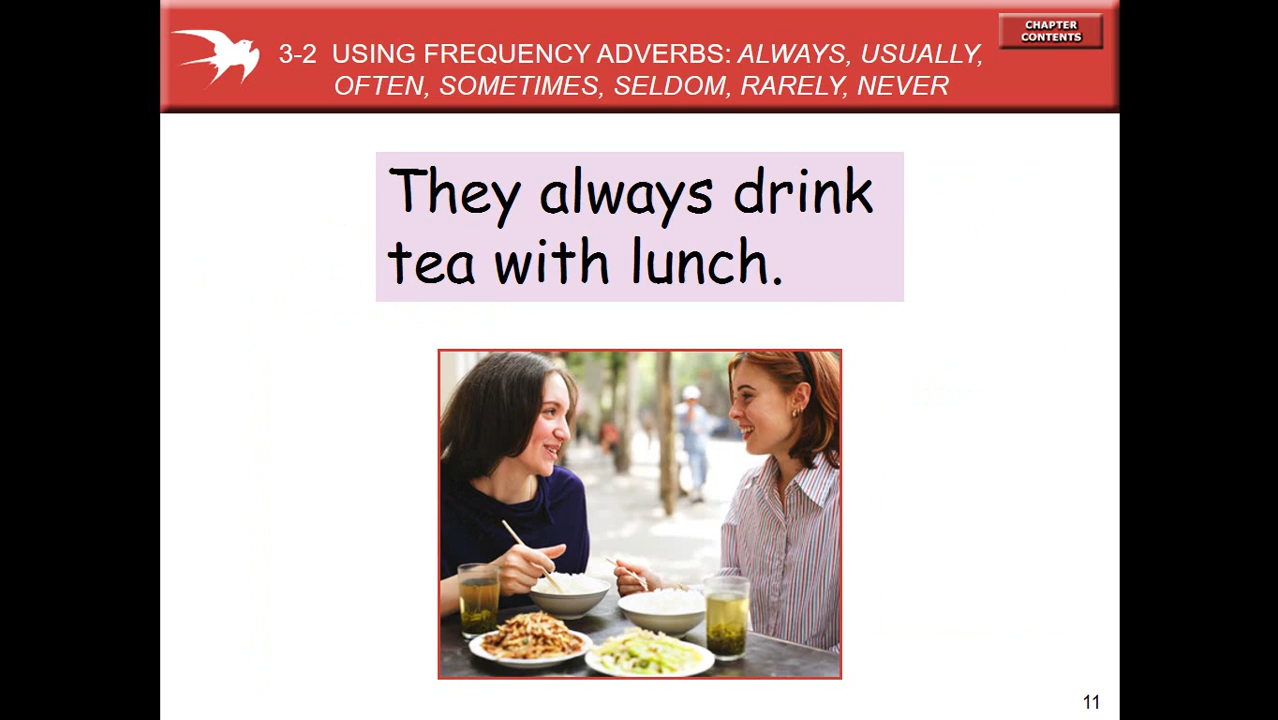 CHAPTER
CONTENTS
3-2 USING FREQUENCY ADVERBS: ALWAYS, USUALLY,
OFTEN, SOMETIMES, SELDOM, RARELY, NEVER
They always drink
tea with lunch.
11